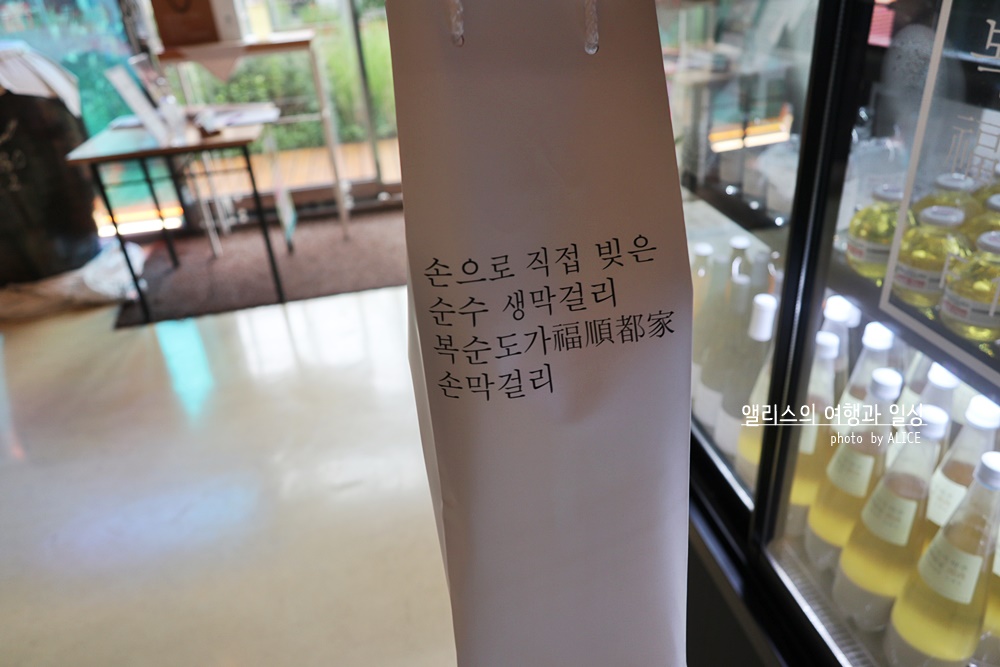 손으로 직접 빚은
순수 생막걸리
복순도가福順都家
손막걸리
앨리스의 여행과 일상
photo by ALICE